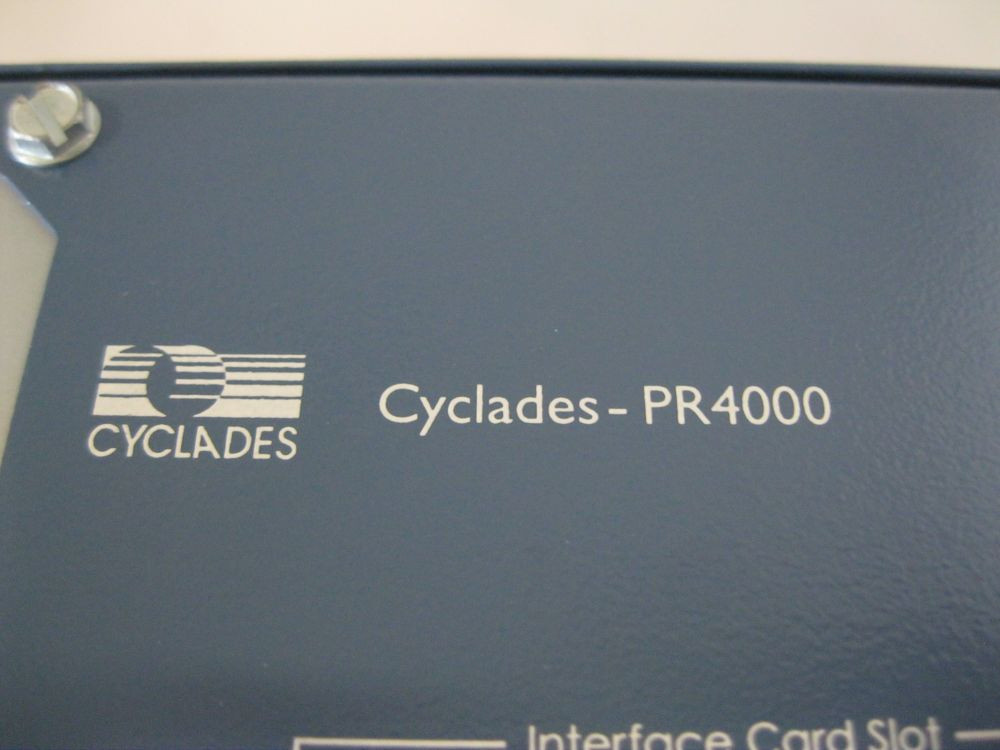 CYCLADES
Cyclades - PR4000
Interface Card Slot